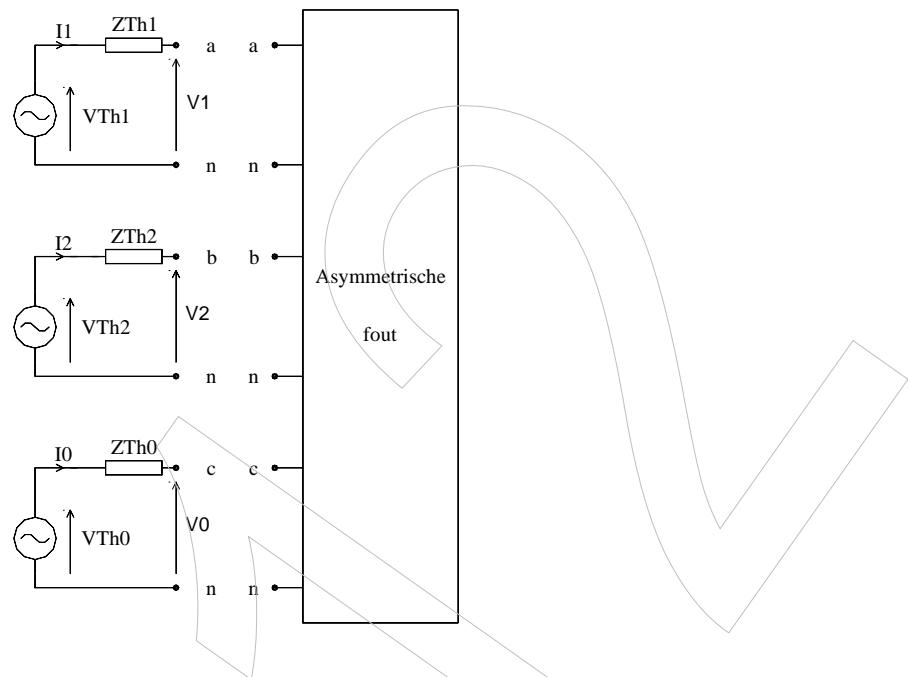 I1
ZTh1
a a
VTh1
V1
n n
I2
ZTh2
b b
VTh2
V2
n n
Asymmetrische
fout
I0
ZTh0
c c
VTh0
V0
n n